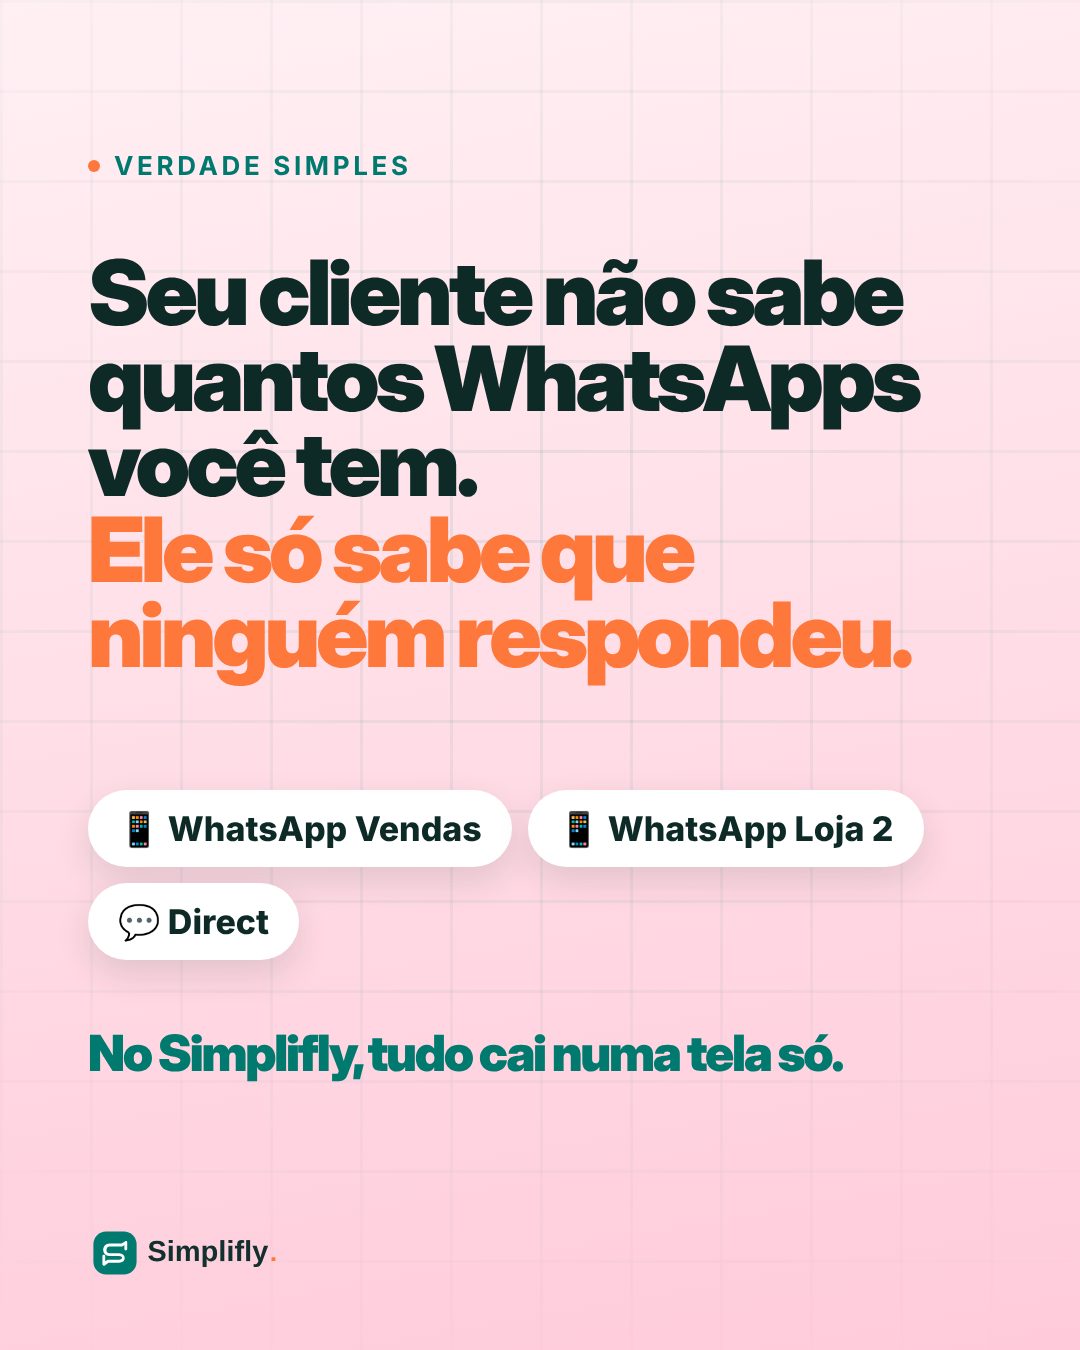 VERDADE SIMPLES
Seu cliente não sabe
quantos WhatsApps
você tem.
Ele só sabe que
ninguém respondeu.
📱 WhatsApp Vendas
📱 WhatsApp Loja 2
💬 Direct
No Simplifly, tudo cai numa tela só.
Simplifly.